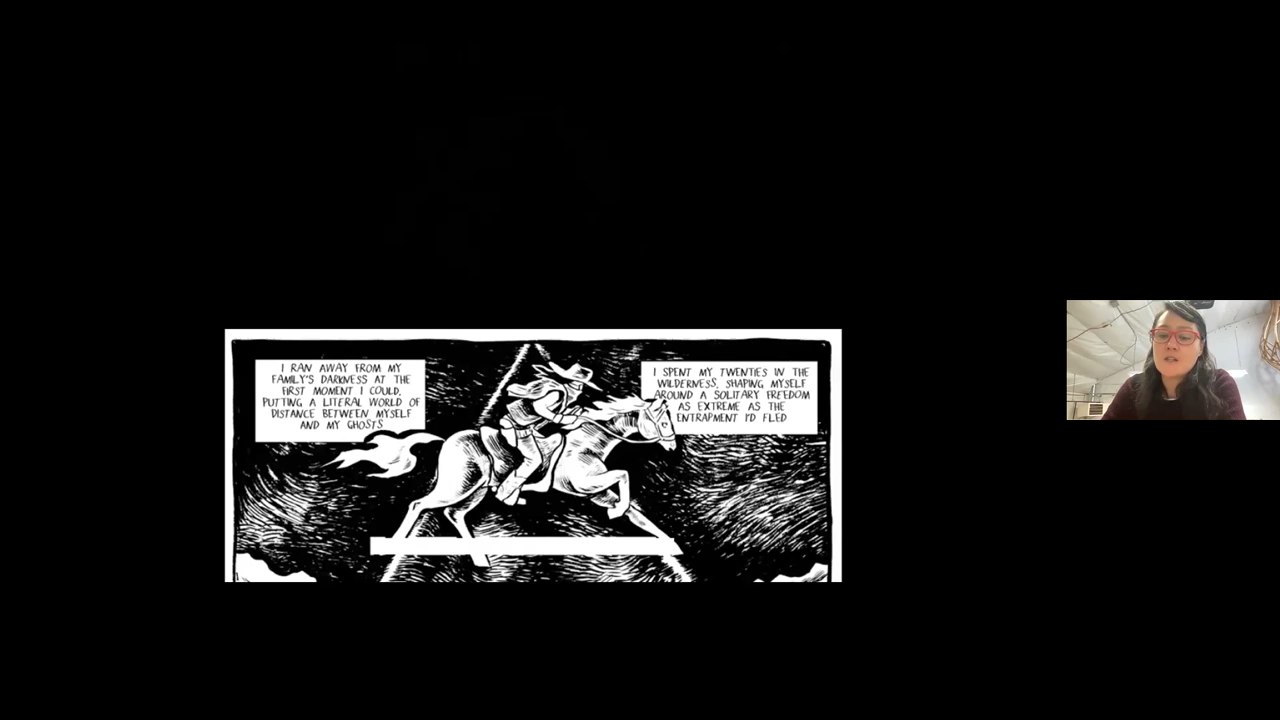 I RAN AWAY FROM MY
FAMILY'S DARKNESS AT THE
FIRST MOMENT I COULD,
PUTTING A LITERAL WORLD OF
DISTANCE BETWEEN MYSELF
AND MY GHOSTS
I SPENT MY TWENTIES IN THE
WILDERNESS, SHAPING MYSELF
AROUND A SOLITARY FREEDOM
AS EXTREME AS THE
ENTRAPMENT I'D FLED